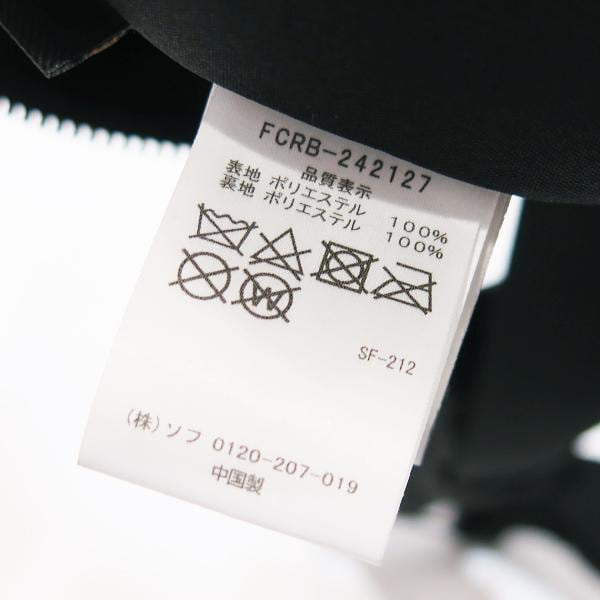 FCRB-242127
品質表示
表地 ポリエステル 100%
裏地 ポリエステル 100%
W
SF-212
(株)ソフ 0120-207-019
中国製